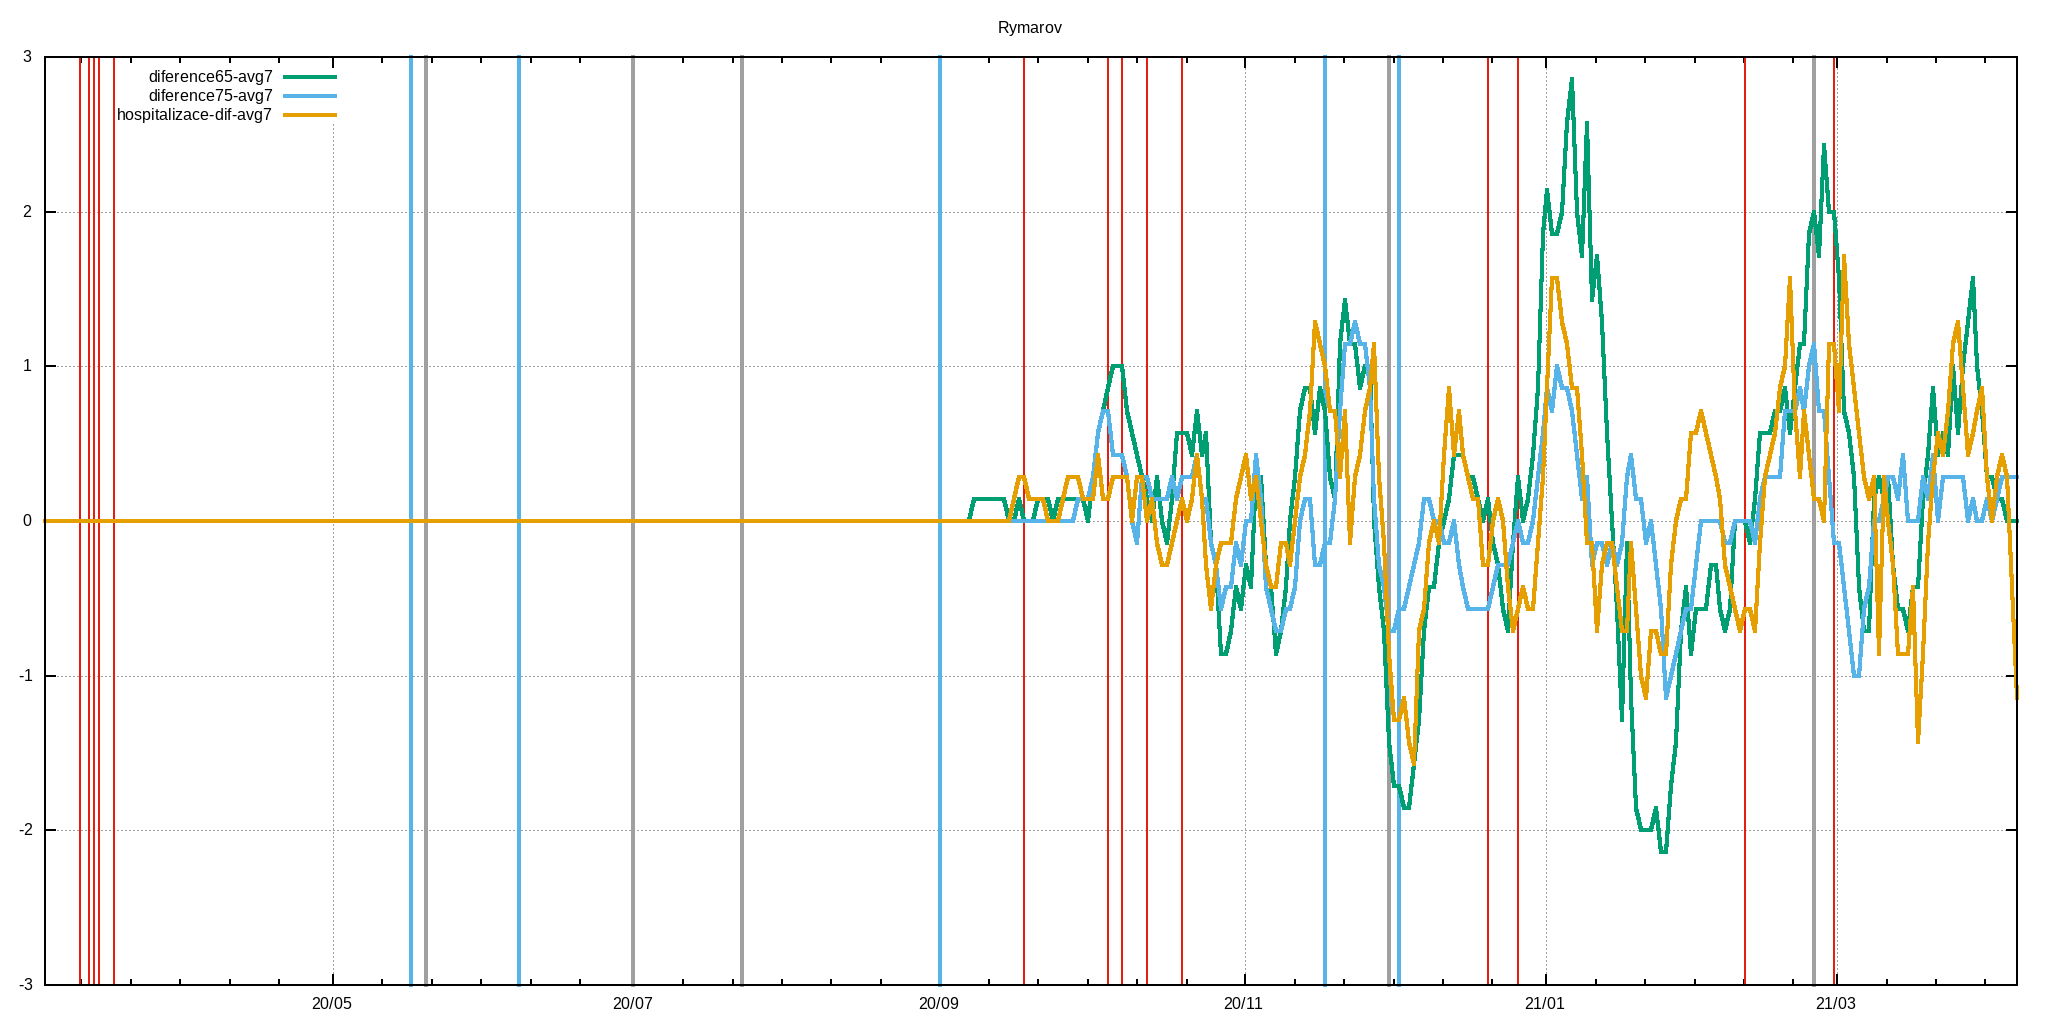 Rymarov
diference65-avg7
diference75-avg7
hospitalizace-dif-avg7
3
2
1
0
-1
-2
-3
20/05 20/07 20/09 20/11 21/01 21/03